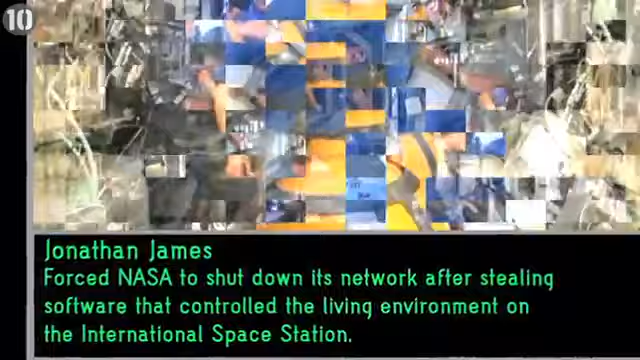 10
Jonathan James
Forced NASA to shut down its network after stealing
software that controlled the living environment on
the International Space Station.